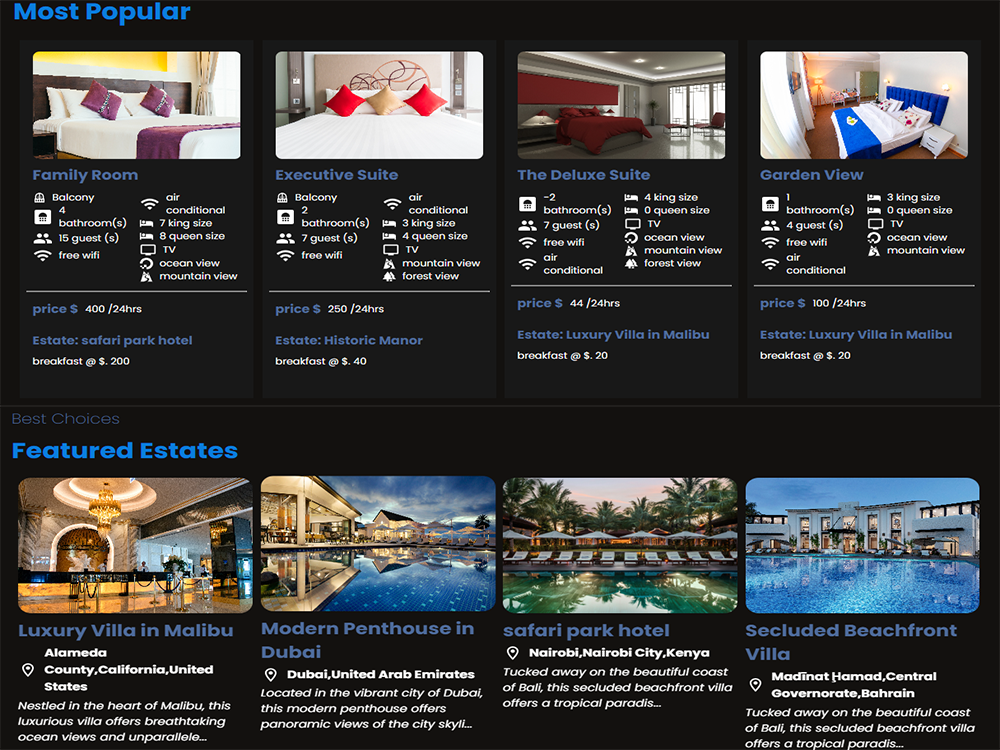 Most Popular
Family Room
Balcony
4
bathroom(s)
15 guest (s)
free wifi
air
conditional
7 king size
8 queen size
TV
ocean view
mountain view
price $ 400 /24hrs
Estate: safari park hotel
breakfast @ $. 200
Executive Suite
Balcony
2
bathroom(s)
7 guest (s)
free wifi
air
conditional
3 king size
4 queen size
TV
mountain view
forest view
price $ 250 /24hrs
Estate: Historic Manor
breakfast @ $. 40
The Deluxe Suite
-2
bathroom(s)
7 guest (s)
free wifi
air
conditional
4 king size
0 queen size
TV
ocean view
mountain view
forest view
price $ 44 /24hrs
Estate: Luxury Villa in Malibu
breakfast @ $. 20
Garden View
1
bathroom(s)
4 guest (s)
free wifi
air
conditional
3 king size
0 queen size
TV
ocean view
mountain view
price $ 100 /24hrs
Estate: Luxury Villa in Malibu
breakfast @ $. 20
Best Choices
Featured Estates
Luxury Villa in Malibu
Alameda
County,California,United
States
Nestled in the heart of Malibu, this
luxurious villa offers breathtaking
ocean views and unparallele...
Modern Penthouse in
Dubai
Dubai,United Arab Emirates
Located in the vibrant city of Dubai,
this modern penthouse offers
panoramic views of the city skyli...
safari park hotel
Nairobi,Nairobi City,Kenya
Tucked away on the beautiful coast
of Bali, this secluded beachfront villa
offers a tropical paradis...
Secluded Beachfront
Villa
Madīnat Ḩamad,Central
Governorate,Bahrain
Tucked away on the beautiful coast
of Bali, this secluded beachfront villa
offers a tropical paradis...